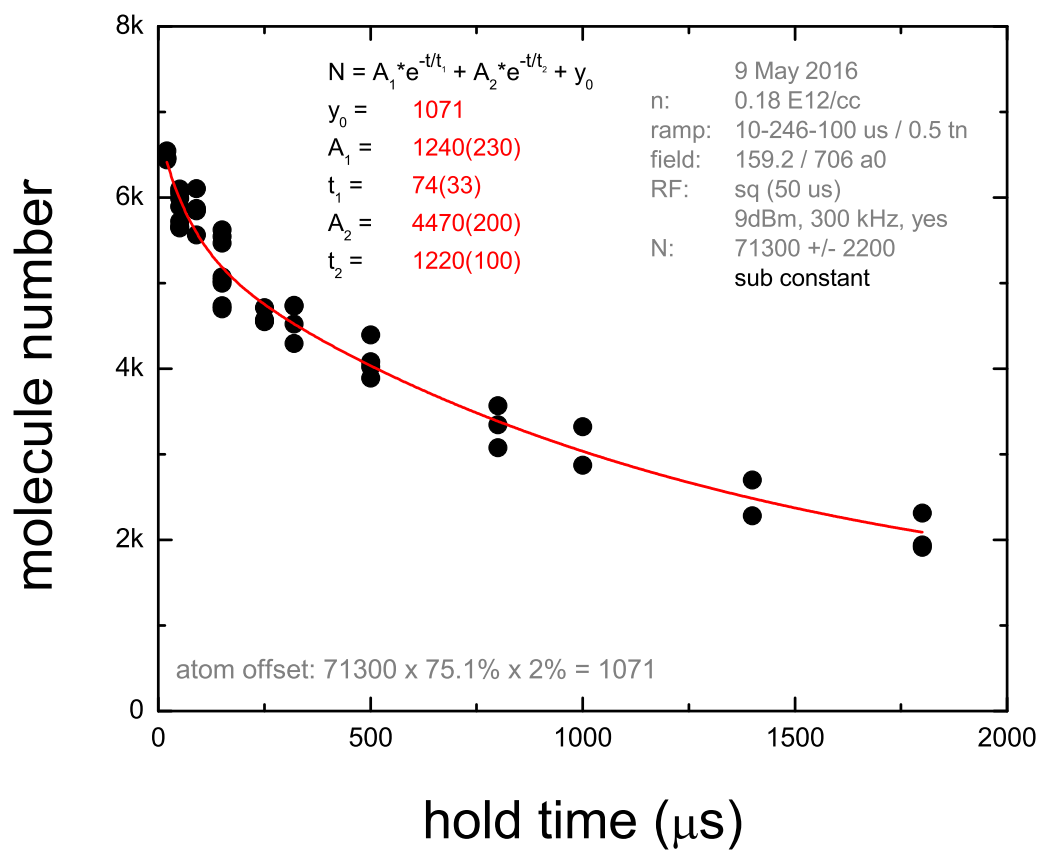 8k
6k
4k
2k
0
0
500
1000
1500
2000
molecule number
hold time (μs)
N = A₁*e^-t/t₁ + A₂*e^-t/t₂ + y₀
y₀ = 1071
A₁ = 1240(230)
t₁ = 74(33)
A₂ = 4470(200)
t₂ = 1220(100)
9 May 2016
n: 0.18 E12/cc
ramp: 10-246-100 us / 0.5 tn
field: 159.2 / 706 a0
RF: sq (50 us)
9dBm, 300 kHz, yes
N: 71300 +/- 2200
sub constant
atom offset: 71300 x 75.1% x 2% = 1071